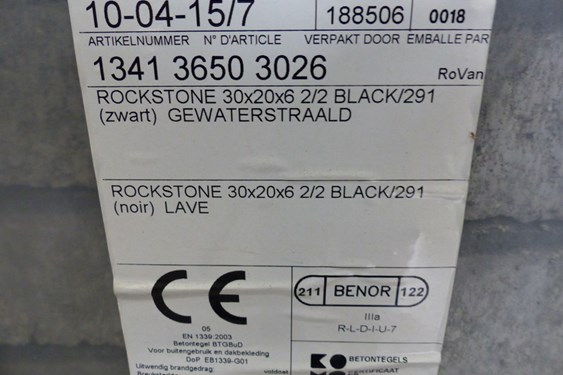 10-04-15/7 188506 0018
ARTIKELNUMMER N° D'ARTICLE VERPAKT DOOR EMBALLE PAR
1341 3650 3026 RoVan
ROCKSTONE 30x20x6 2/2 BLACK/291
(zwart) GEWATERSTRAALD
ROCKSTONE 30x20x6 2/2 BLACK/291
(noir) LAVE
CE
211 BENOR 122
IIIa
R-L-D-I-U-7
05
EN 1339:2003
Betontegel BTGBuD
Voor buitengebruik en dakbekleding
DoP EB1339-G01
Uitwendig brandgedrag: voldoet
KO BETONTEGELS
CERTIFICAAT